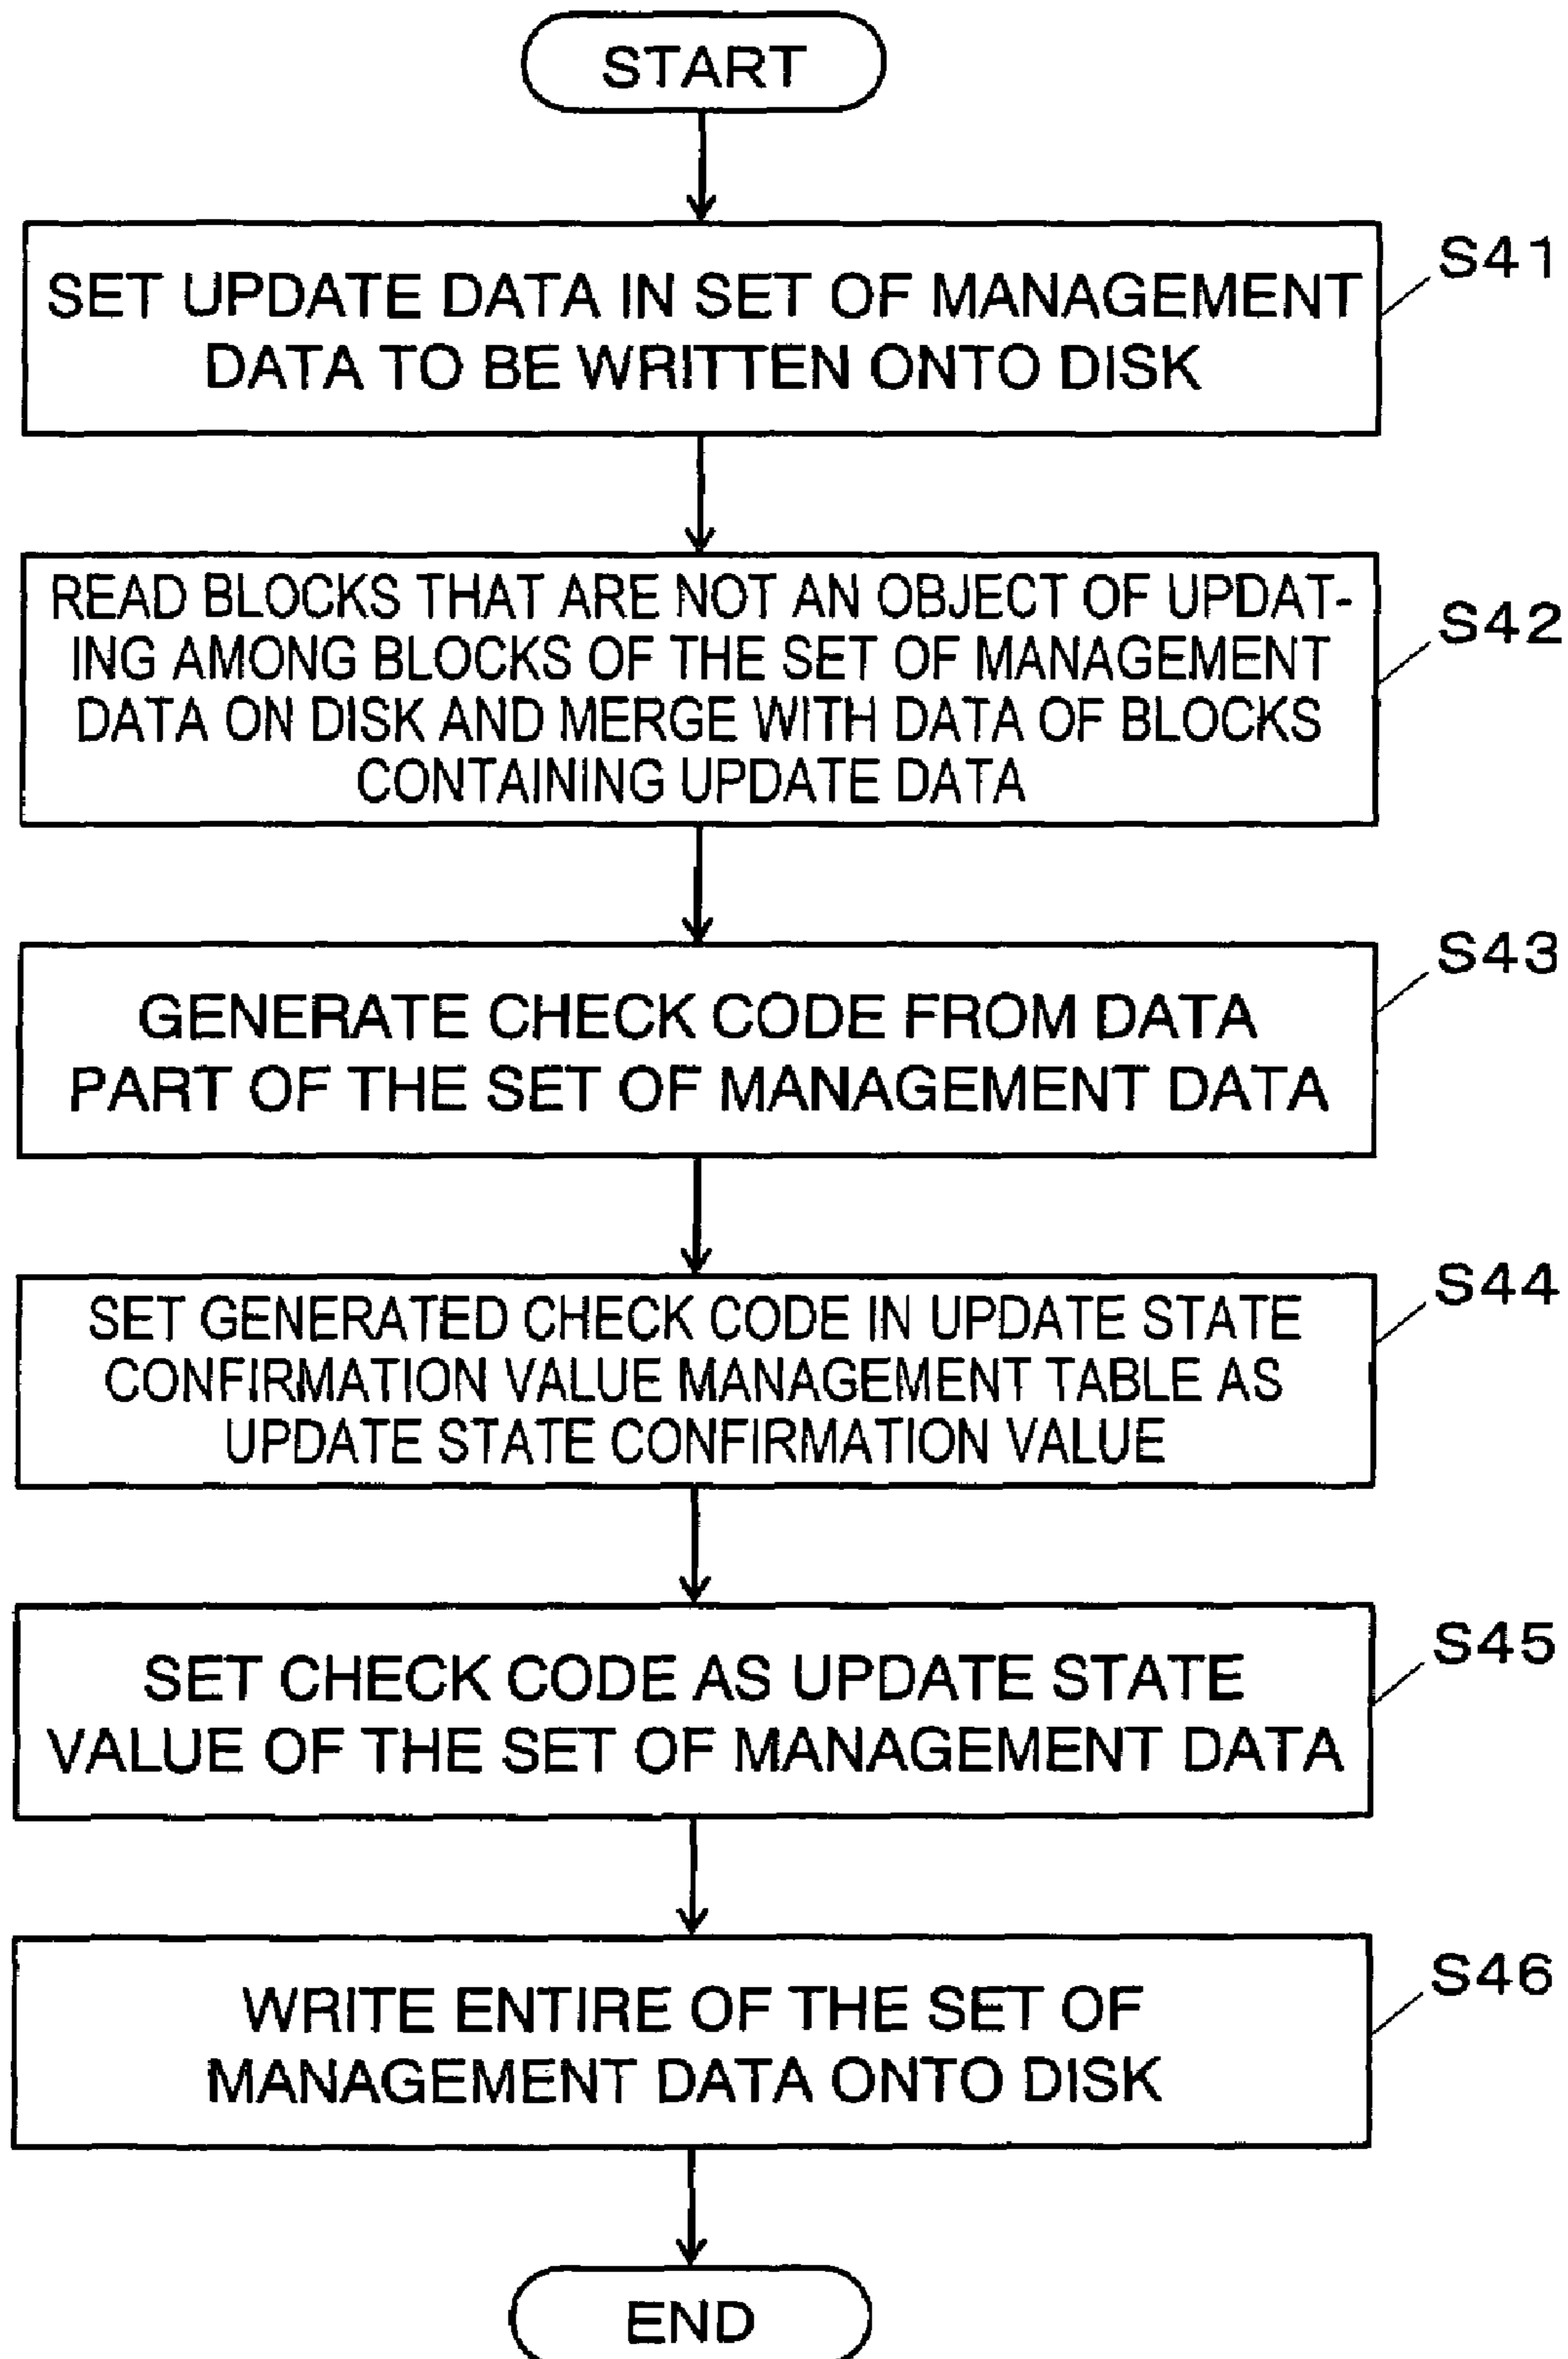 START
S41
SET UPDATE DATA IN SET OF MANAGEMENT
DATA TO BE WRITTEN ONTO DISK
S42
READ BLOCKS THAT ARE NOT AN OBJECT OF UPDAT-
ING AMONG BLOCKS OF THE SET OF MANAGEMENT
DATA ON DISK AND MERGE WITH DATA OF BLOCKS
CONTAINING UPDATE DATA
S43
GENERATE CHECK CODE FROM DATA
PART OF THE SET OF MANAGEMENT DATA
S44
SET GENERATED CHECK CODE IN UPDATE STATE
CONFIRMATION VALUE MANAGEMENT TABLE AS
UPDATE STATE CONFIRMATION VALUE
S45
SET CHECK CODE AS UPDATE STATE
VALUE OF THE SET OF MANAGEMENT DATA
S46
WRITE ENTIRE OF THE SET OF
MANAGEMENT DATA ONTO DISK
END